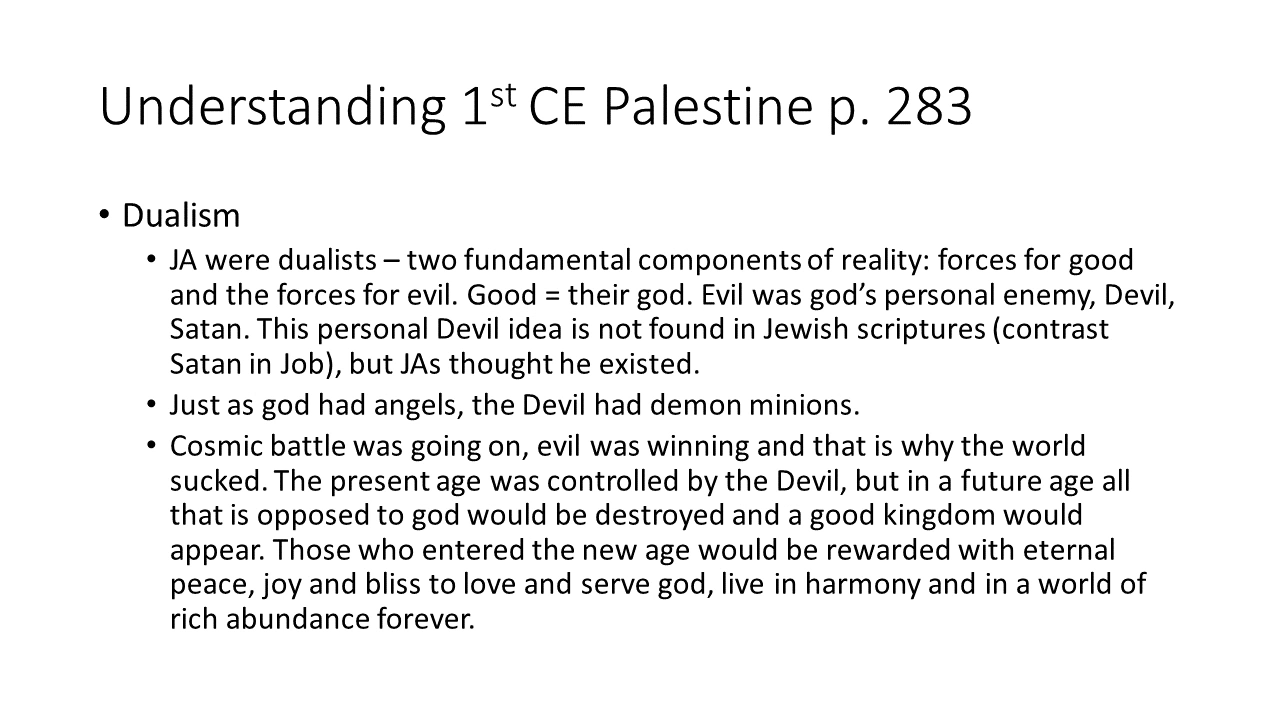 Understanding 1st CE Palestine p. 283
• Dualism
• JA were dualists – two fundamental components of reality: forces for good
and the forces for evil. Good = their god. Evil was god’s personal enemy, Devil,
Satan. This personal Devil idea is not found in Jewish scriptures (contrast
Satan in Job), but JAs thought he existed.
• Just as god had angels, the Devil had demon minions.
• Cosmic battle was going on, evil was winning and that is why the world
sucked. The present age was controlled by the Devil, but in a future age all
that is opposed to god would be destroyed and a good kingdom would
appear. Those who entered the new age would be rewarded with eternal
peace, joy and bliss to love and serve god, live in harmony and in a world of
rich abundance forever.